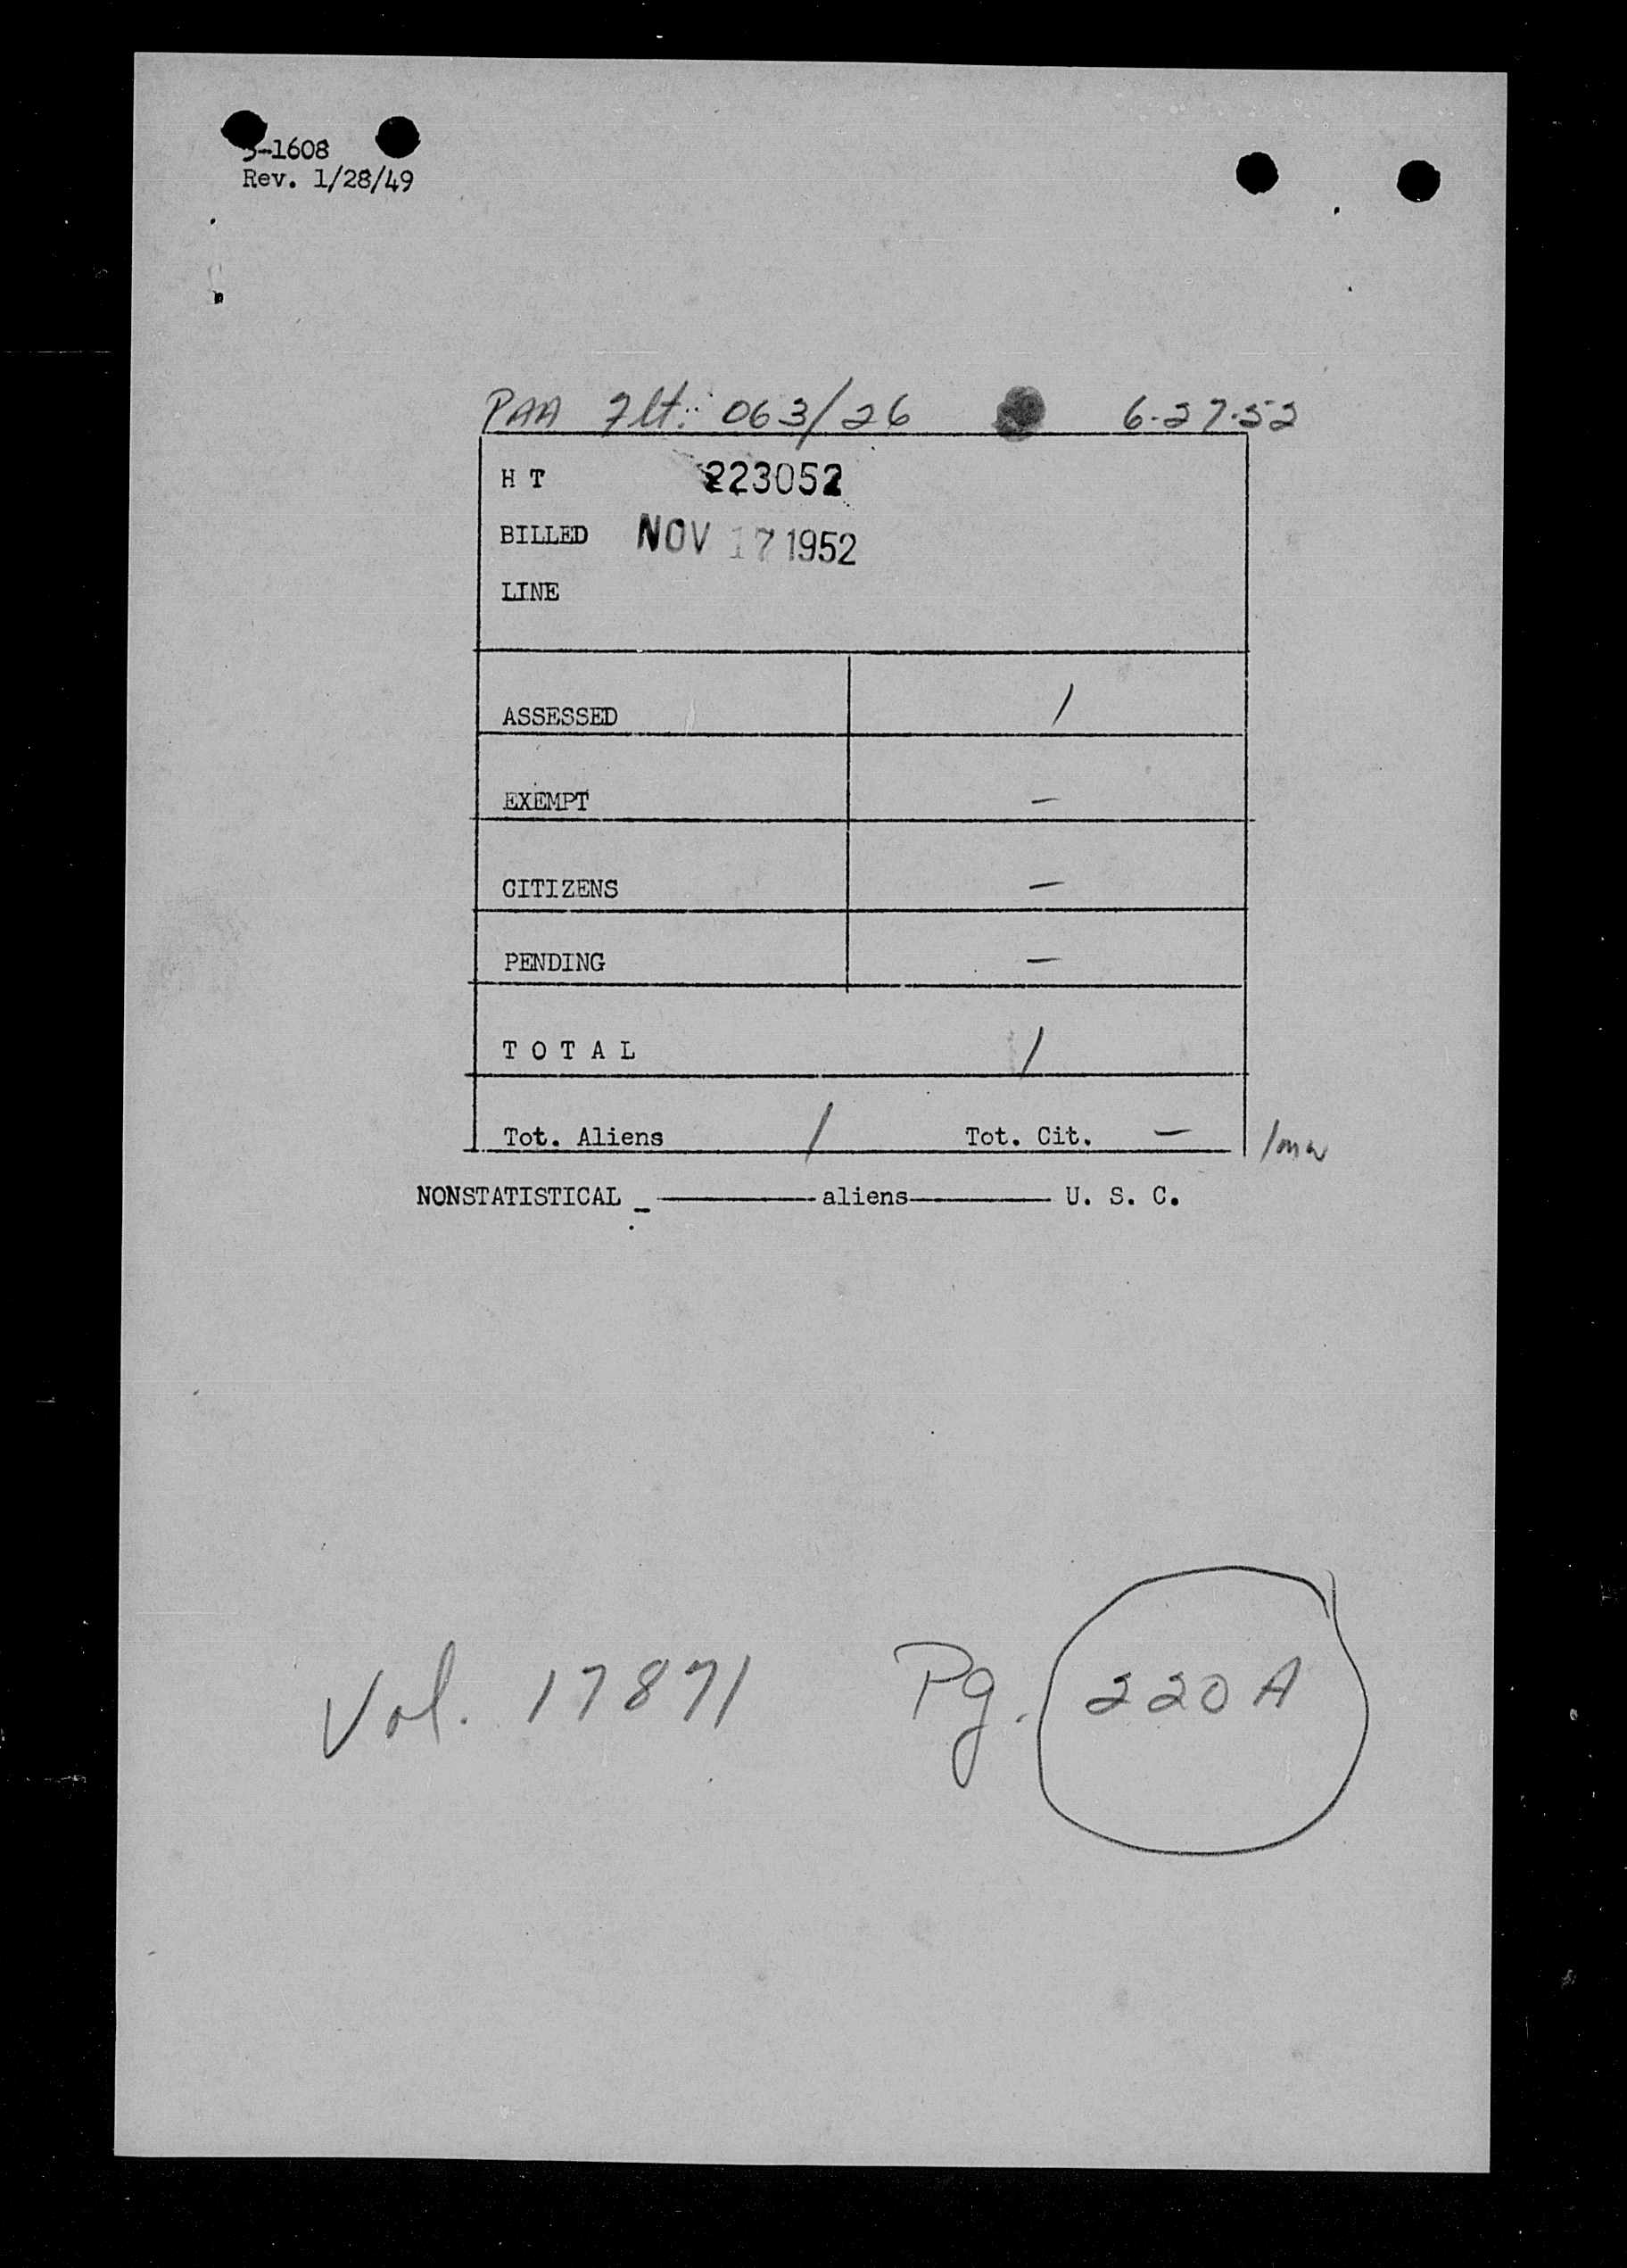 -1608
Rev. 1/28/49
PAA Flt: 063/26 6-27-52
H T 223052
BILLED NOV 17 1952
LINE
ASSESSED 1
EXEMPT –
CITIZENS –
PENDING –
T O T A L 1
Tot. Aliens 1 Tot. Cit. –
NONSTATISTICAL _ ———— aliens ———— U. S. C.
Vol. 17871 Pg. 220A